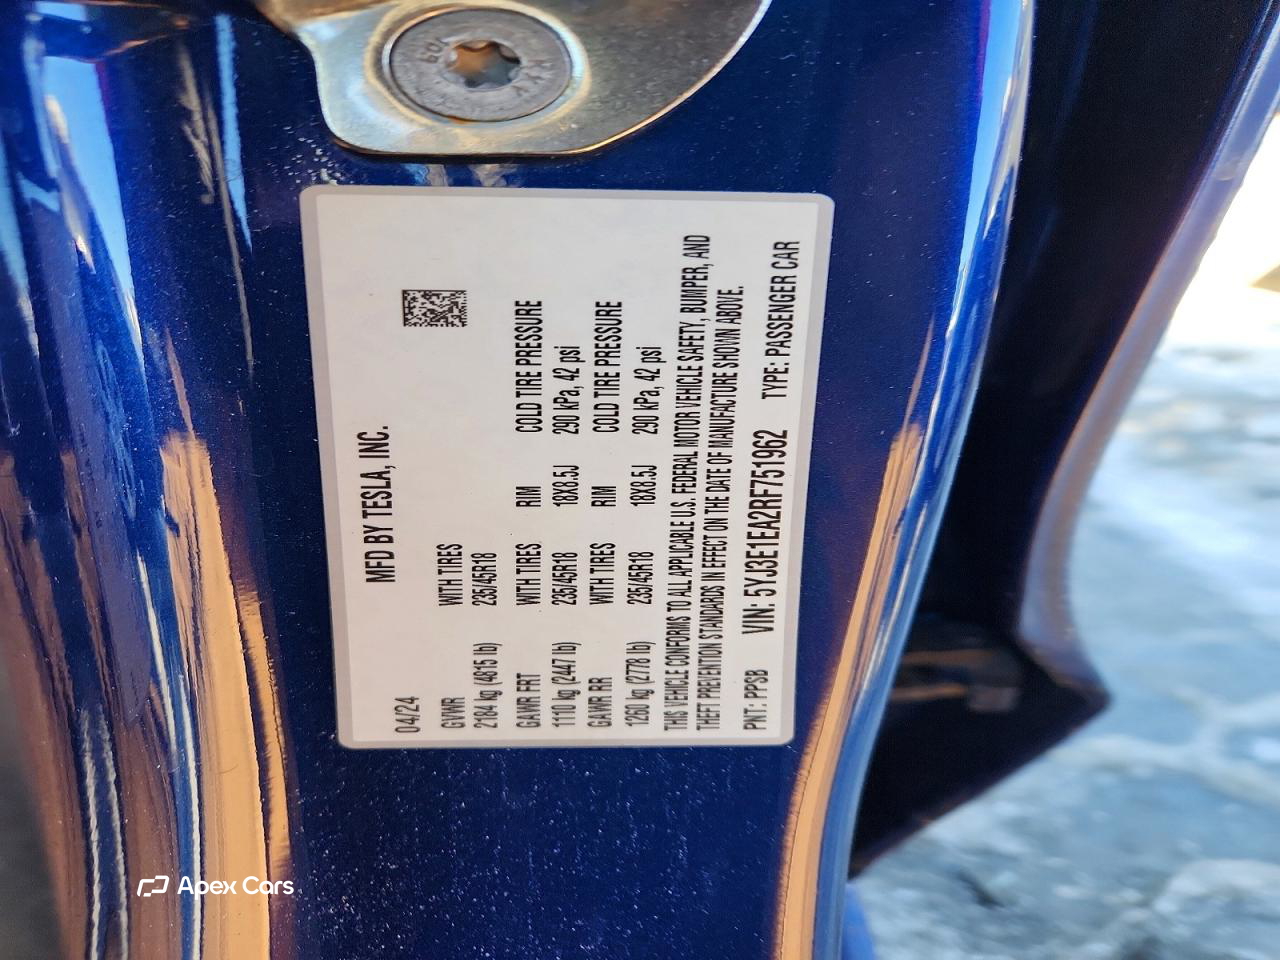 04/24
MFD BY TESLA, INC.
GVWR WITH TIRES
2184 kg (4815 lb) 235/45R18
GAWR FRT WITH TIRES RIM COLD TIRE PRESSURE
1110 kg (2447 lb) 235/45R18 18X8.5J 290 kPa, 42 psi
GAWR RR WITH TIRES RIM COLD TIRE PRESSURE
1260 kg (2778 lb) 235/45R18 18X8.5J 290 kPa, 42 psi
THIS VEHICLE CONFORMS TO ALL APPLICABLE U.S. FEDERAL MOTOR VEHICLE SAFETY, BUMPER, AND
THEFT PREVENTION STANDARDS IN EFFECT ON THE DATE OF MANUFACTURE SHOWN ABOVE.
PNT: PPSB VIN: 5YJ3E1EA2RF751962 TYPE: PASSENGER CAR
Apex Cars